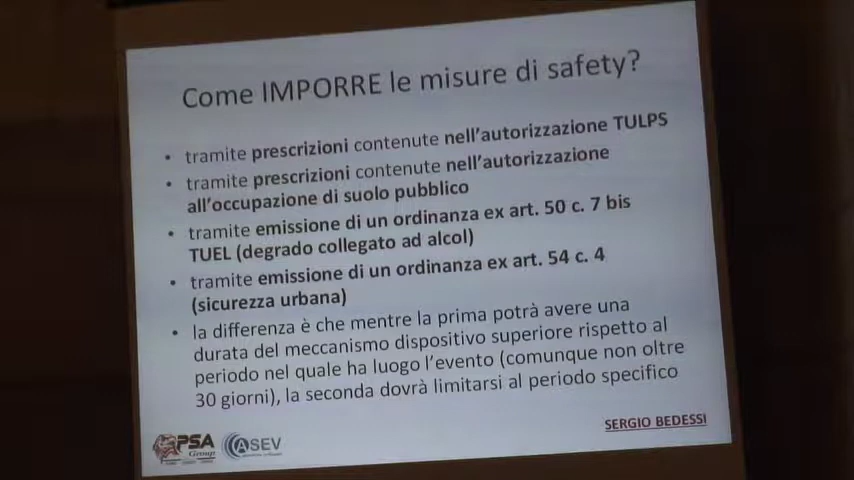 Come IMPORRE le misure di safety?
• tramite prescrizioni contenute nell'autorizzazione TULPS
• tramite prescrizioni contenute nell'autorizzazione
all'occupazione di suolo pubblico
• tramite emissione di un ordinanza ex art. 50 c. 7 bis
TUEL (degrado collegato ad alcol)
• tramite emissione di un ordinanza ex art. 54 c. 4
(sicurezza urbana)
• la differenza è che mentre la prima potrà avere una
durata del meccanismo dispositivo superiore rispetto al
periodo nel quale ha luogo l'evento (comunque non oltre
30 giorni), la seconda dovrà limitarsi al periodo specifico
SERGIO BEDESSI
PSA
Group
ASEV